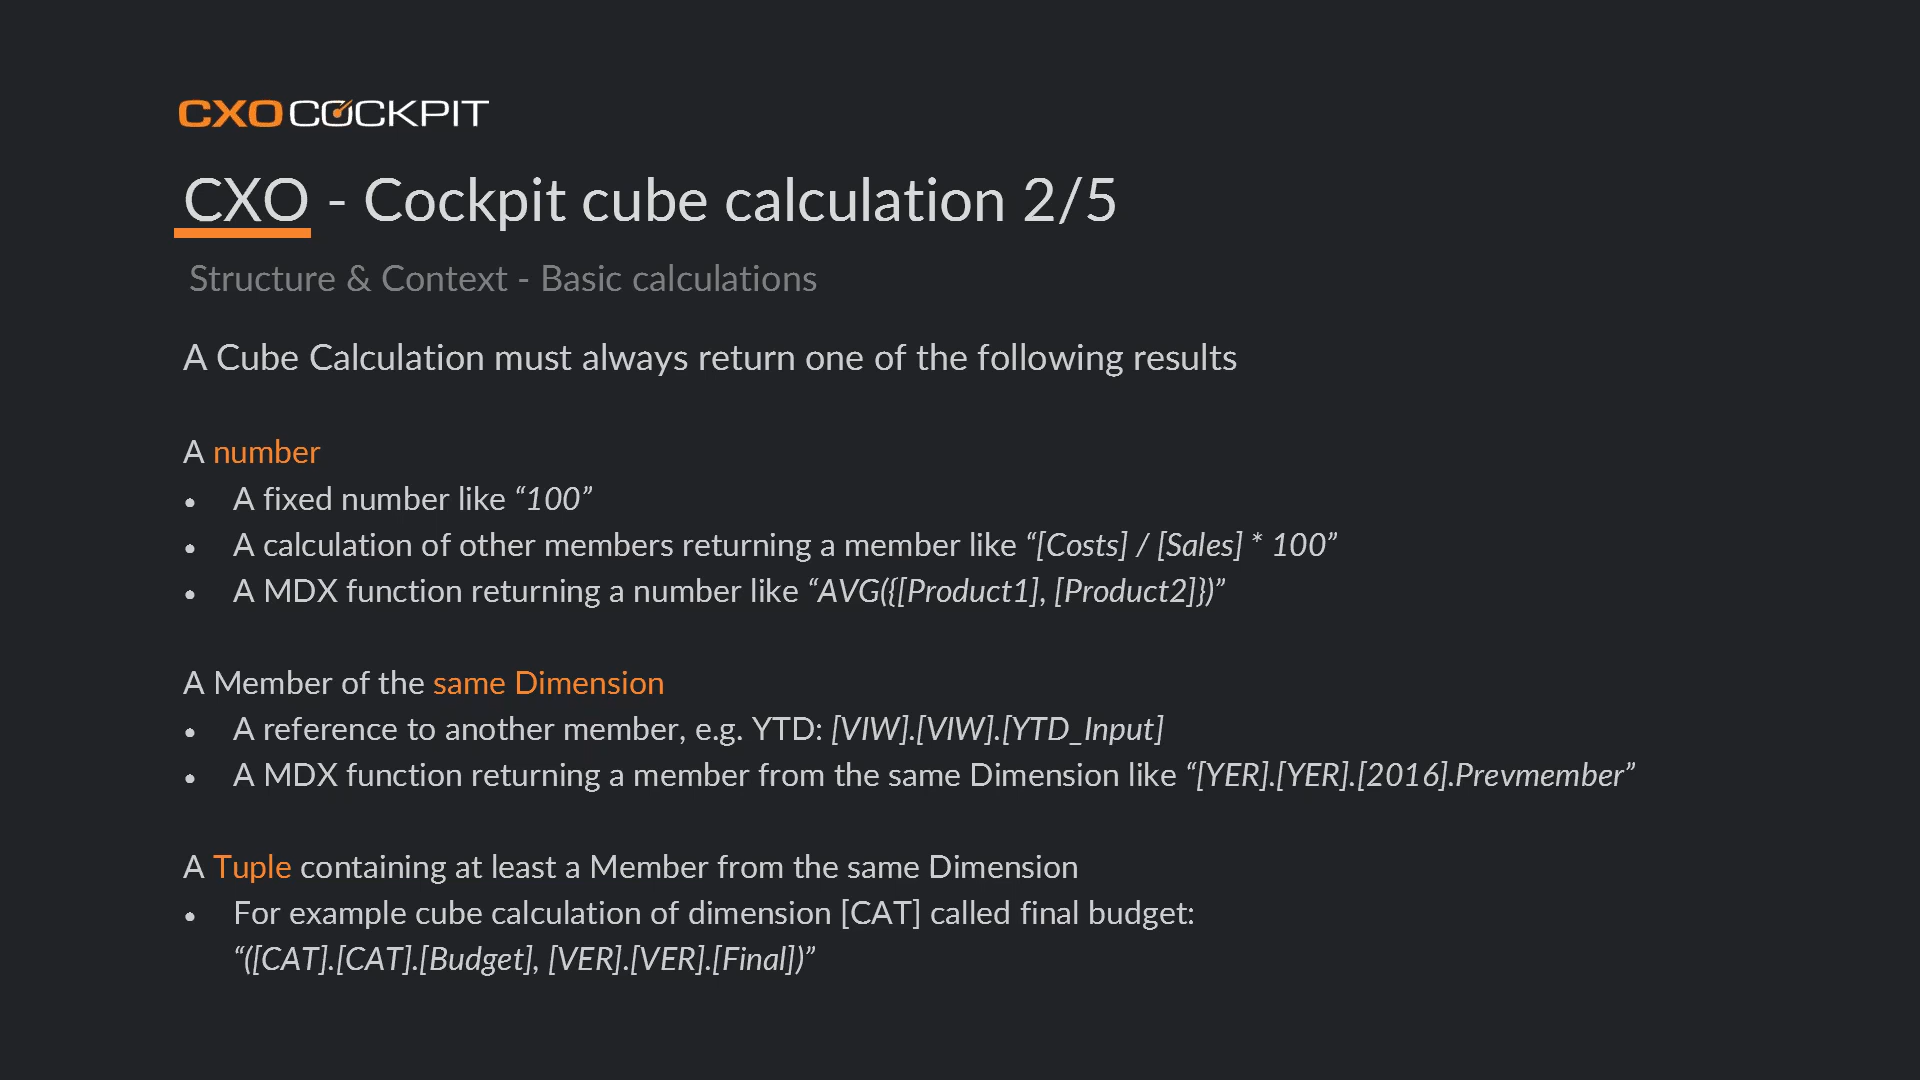 CXOCOCKPIT
CXO - Cockpit cube calculation 2/5
Structure & Context - Basic calculations
A Cube Calculation must always return one of the following results
A number
• A fixed number like “100”
• A calculation of other members returning a member like “[Costs] / [Sales] * 100”
• A MDX function returning a number like “AVG({[Product1], [Product2]})”
A Member of the same Dimension
• A reference to another member, e.g. YTD: [VIW].[VIW].[YTD_Input]
• A MDX function returning a member from the same Dimension like “[YER].[YER].[2016].Prevmember”
A Tuple containing at least a Member from the same Dimension
• For example cube calculation of dimension [CAT] called final budget:
“([CAT].[CAT].[Budget], [VER].[VER].[Final])”